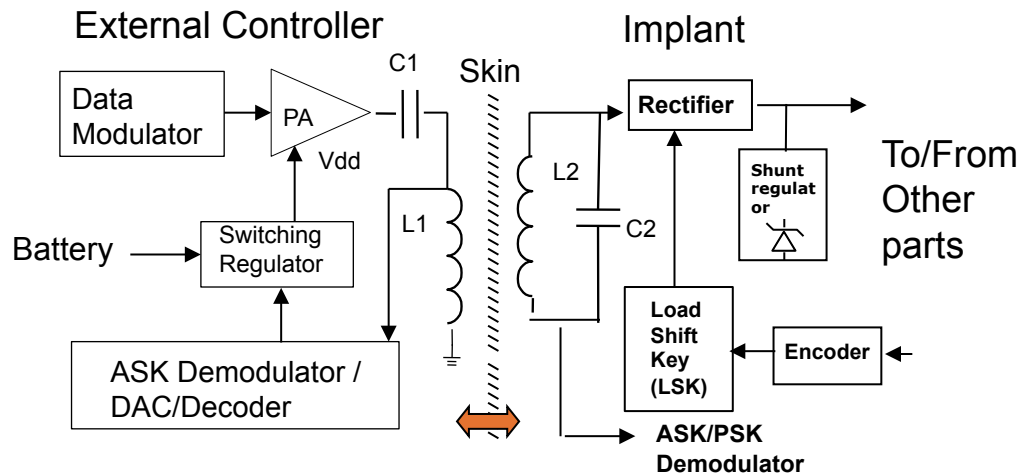 External Controller
Implant
C1
Skin
Data
Modulator
PA
Vdd
Rectifier
Shunt
regulat
or
To/From
Other
parts
L1
L2
C2
Battery
Switching
Regulator
Load
Shift
Key
(LSK)
Encoder
ASK Demodulator /
DAC/Decoder
ASK/PSK
Demodulator